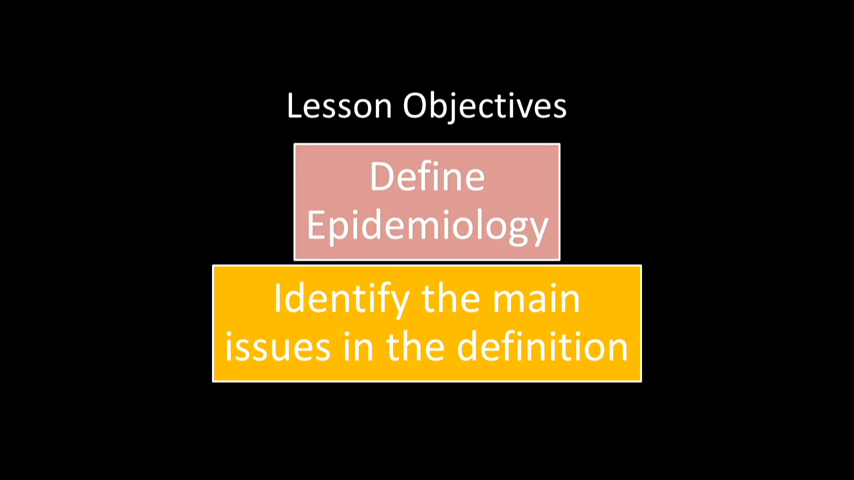 Lesson Objectives
Define
Epidemiology
Identify the main
issues in the definition